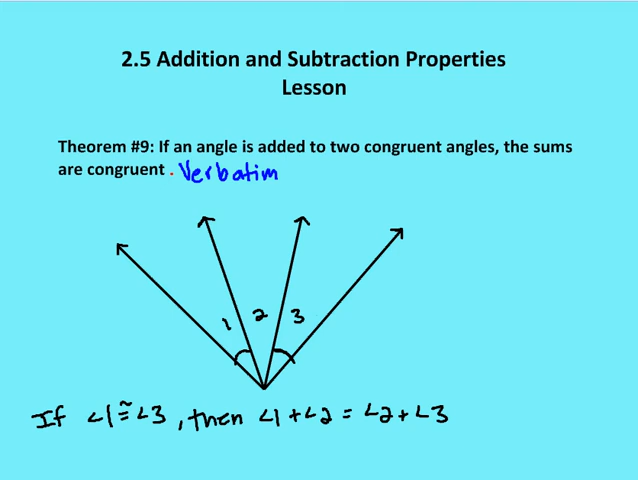 2.5 Addition and Subtraction Properties
Lesson
Theorem #9: If an angle is added to two congruent angles, the sums
are congruent . Verbatim
1 2 3
If ∠1 ≅ ∠3 , then ∠1 + ∠2 = ∠2 + ∠3